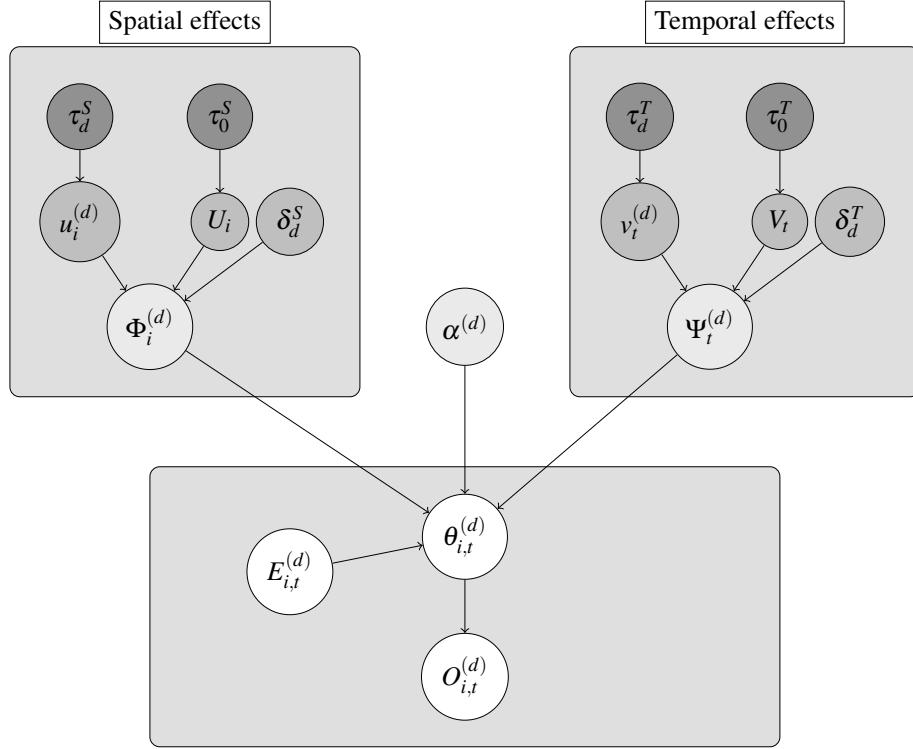 Spatial effects
Temporal effects
τ_d^S
τ_0^S
τ_d^T
τ_0^T
u_i^{(d)}
U_i
δ_d^S
v_t^{(d)}
V_t
δ_d^T
Φ_i^{(d)}
α^{(d)}
Ψ_t^{(d)}
θ_{i,t}^{(d)}
E_{i,t}^{(d)}
O_{i,t}^{(d)}